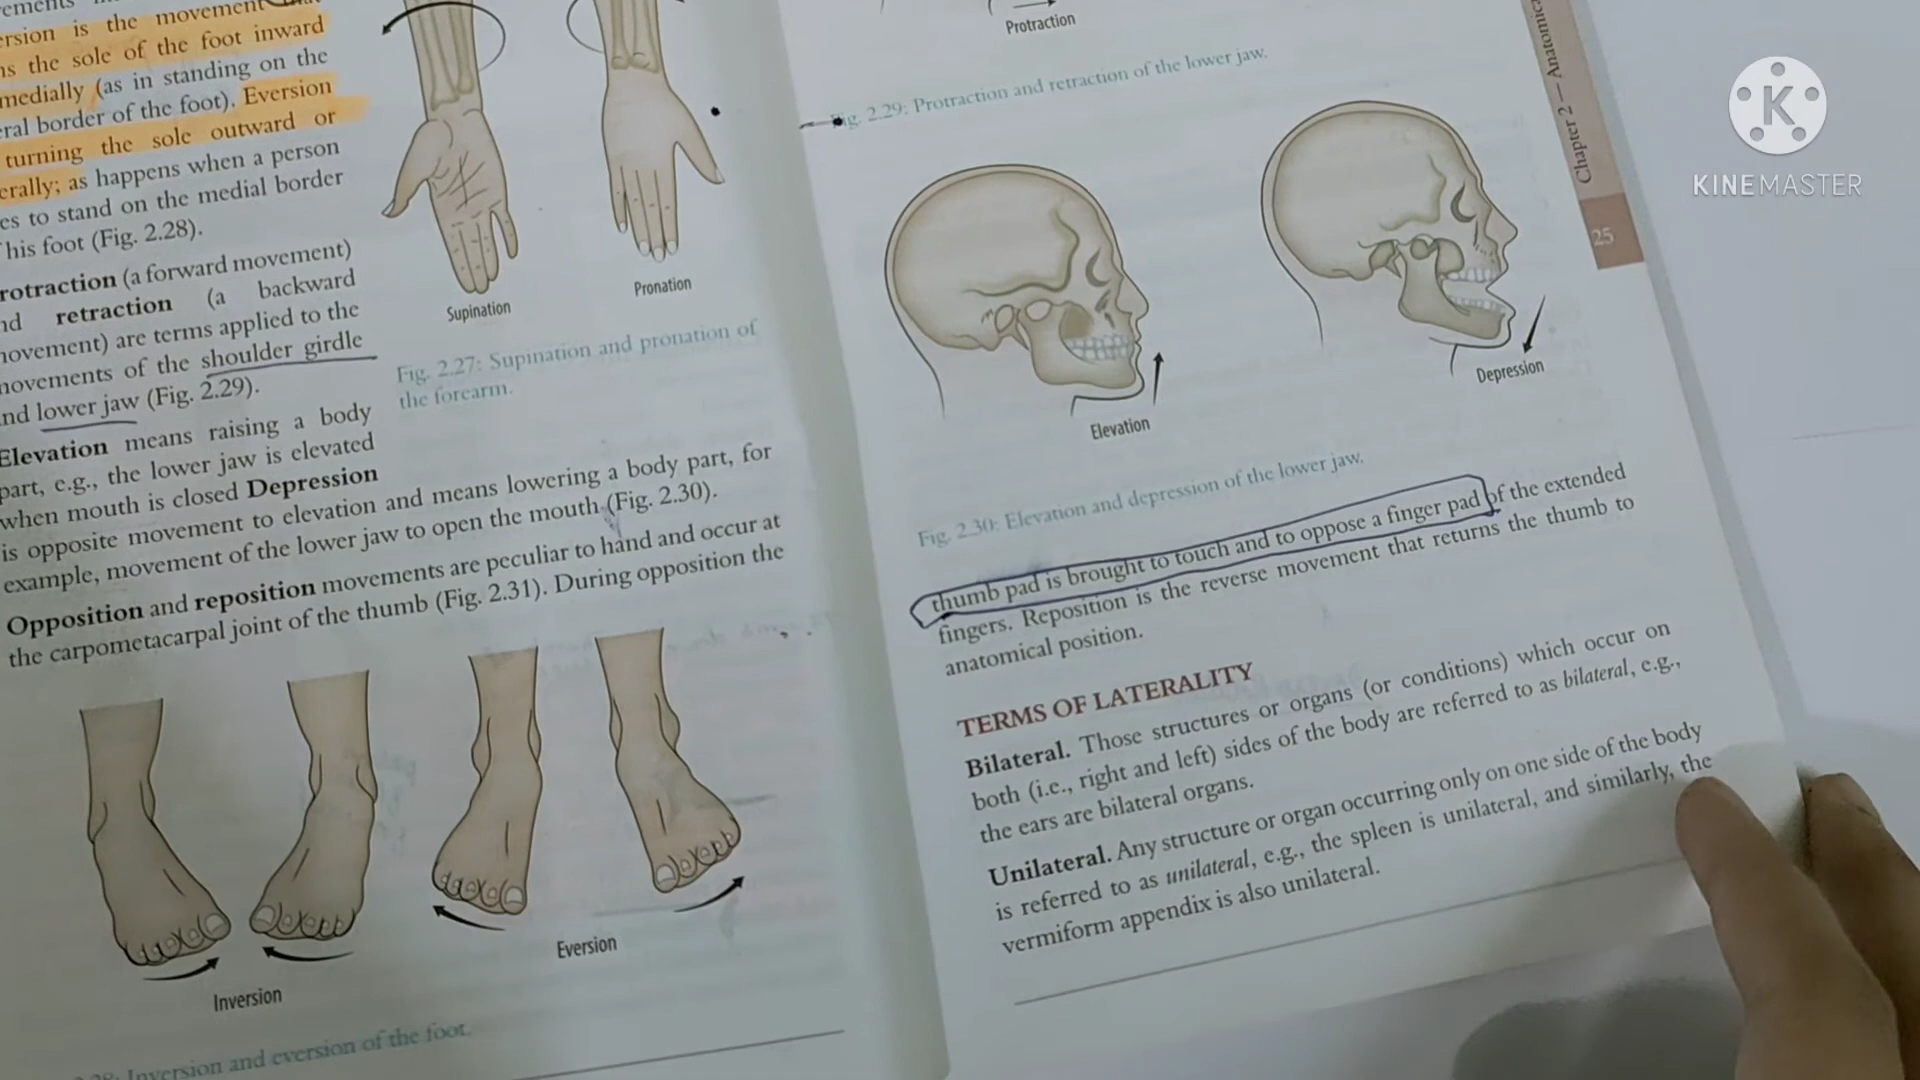 is the movement
the sole of the foot inward
medially (as in standing on the
border of the foot). Eversion
turning the sole outward or
as happens when a person
to stand on the medial border
his foot (Fig. 2.28).
(a forward movement)
retraction (a backward
are terms applied to the
of the shoulder girdle
lower jaw (Fig. 2.29).
Elevation means raising a body
part, e.g., the lower jaw is elevated
when mouth is closed Depression
is opposite movement to elevation and means lowering a body part, for
example, movement of the lower jaw to open the mouth (Fig. 2.30).
Opposition and reposition movements are peculiar to hand and occur at
the carpometacarpal joint of the thumb (Fig. 2.31). During opposition the
Supination
Pronation
Fig. 2.27: Supination and pronation of
the forearm.
Inversion
Eversion
Inversion and eversion of the foot.
Protraction
2.29: Protraction and retraction of the lower jaw.
Elevation
Depression
Fig. 2.30: Elevation and depression of the lower jaw.
thumb pad is brought to touch and to oppose a finger pad of the extended
fingers. Reposition is the reverse movement that returns the thumb to
anatomical position.
TERMS OF LATERALITY
Bilateral. Those structures or organs (or conditions) which occur on
both (i.e., right and left) sides of the body are referred to as bilateral, e.g.,
the ears are bilateral organs.
Unilateral. Any structure or organ occurring only on one side of the body
is referred to as unilateral, e.g., the spleen is unilateral, and similarly, the
vermiform appendix is also unilateral.
Chapter 2 —
25
K
KINEMASTER